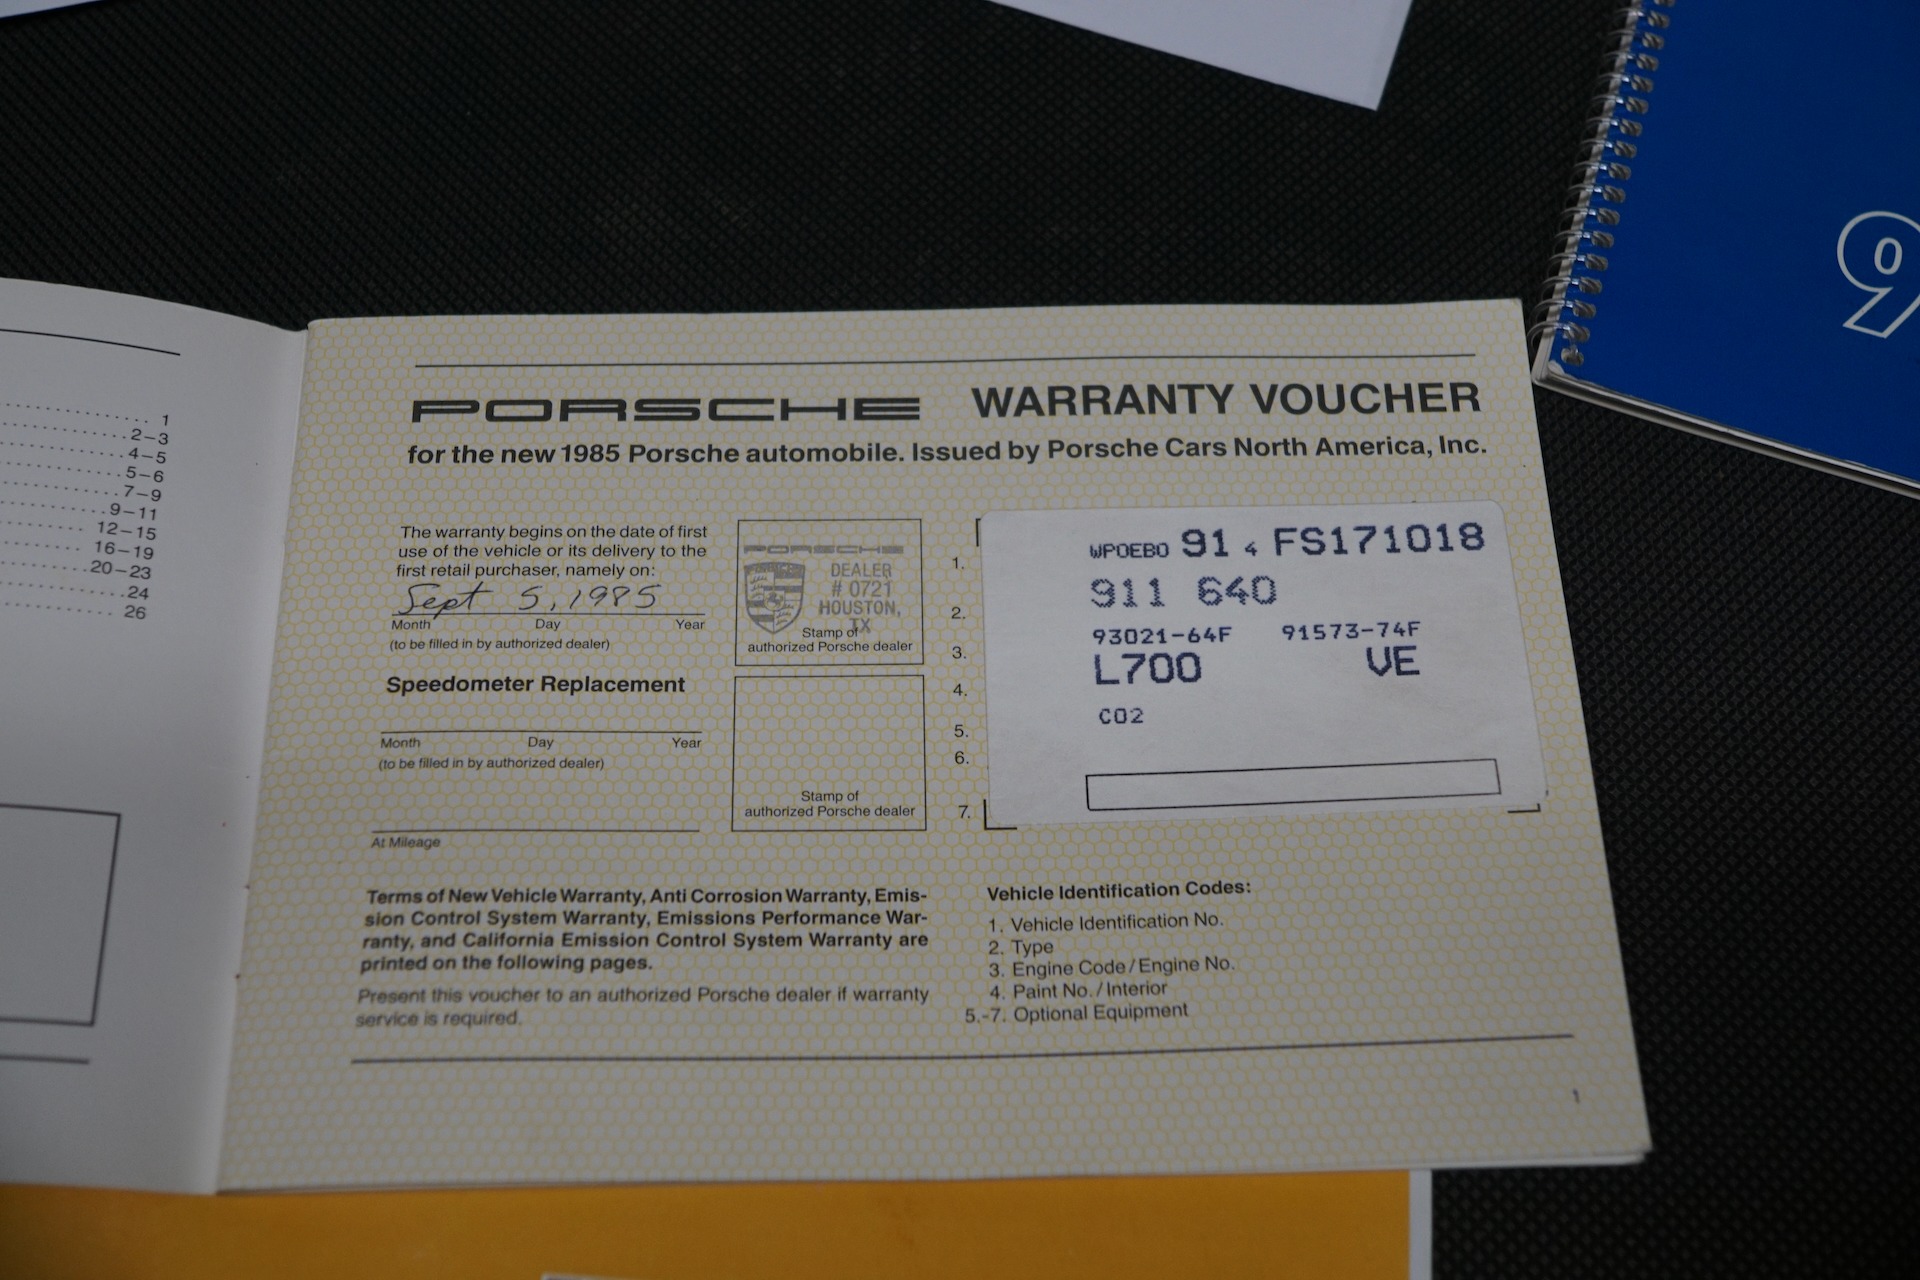 1
2–3
4–5
5–6
7–9
9–11
12–15
16–19
20–23
24
26
9
PORSCHE WARRANTY VOUCHER
for the new 1985 Porsche automobile. Issued by Porsche Cars North America, Inc.
The warranty begins on the date of first
use of the vehicle or its delivery to the
first retail purchaser, namely on:
Sept 5, 1985
Month Day Year
(to be filled in by authorized dealer)
PORSCHE
DEALER
# 0721
HOUSTON,
TX
Stamp of
authorized Porsche dealer
Speedometer Replacement
Month Day Year
(to be filled in by authorized dealer)
At Mileage
Stamp of
authorized Porsche dealer
1. WPOEBO 91 4 FS171018
2. 911 640
3. 93021-64F 91573-74F
4. L700 VE
5. C02
6.
7.
Terms of New Vehicle Warranty, Anti Corrosion Warranty, Emis-
sion Control System Warranty, Emissions Performance War-
ranty, and California Emission Control System Warranty are
printed on the following pages.
Present this voucher to an authorized Porsche dealer if warranty
service is required.
Vehicle Identification Codes:
1. Vehicle Identification No.
2. Type
3. Engine Code/Engine No.
4. Paint No./Interior
5.-7. Optional Equipment
1